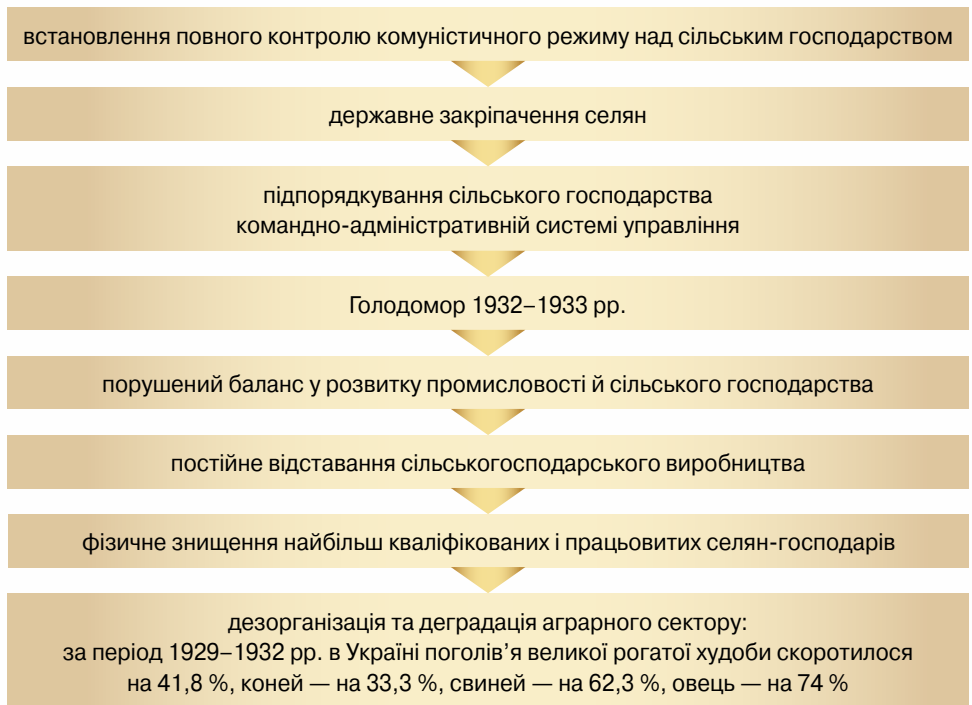 встановлення повного контролю комуністичного режиму над сільським господарством
державне закріпачення селян
підпорядкування сільського господарства
командно-адміністративній системі управління
Голодомор 1932–1933 рр.
порушений баланс у розвитку промисловості й сільського господарства
постійне відставання сільськогосподарського виробництва
фізичне знищення найбільш кваліфікованих і працьовитих селян-господарів
дезорганізація та деградація аграрного сектору:
за період 1929–1932 рр. в Україні поголів’я великої рогатої худоби скоротилося
на 41,8 %, коней — на 33,3 %, свиней — на 62,3 %, овець — на 74 %